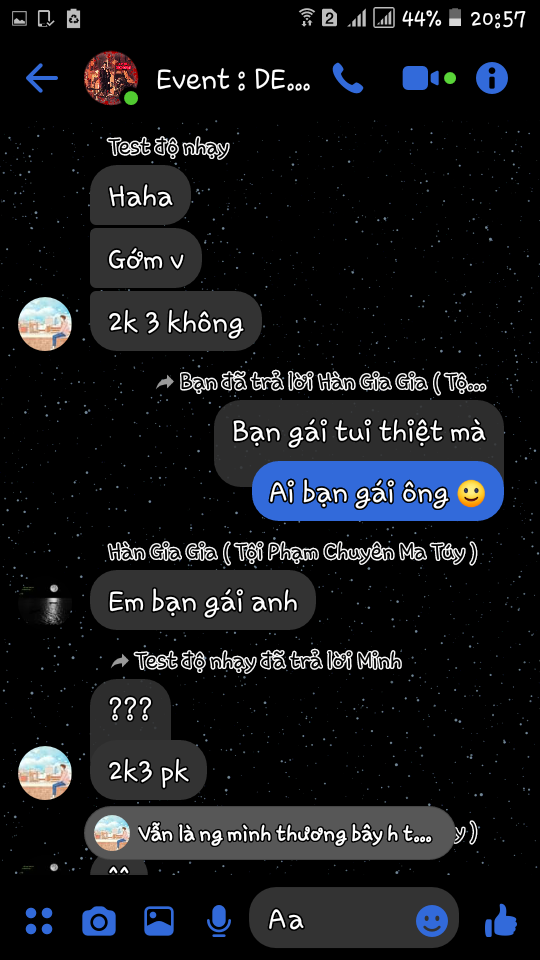 44% 20:57
Event : DE...
Test độ nhạy
Haha
Gớm v
2k 3 không
Bạn đã trả lời Hàn Gia Gia ( Tộ...
Bạn gái tui thiệt mà
Ai bạn gái ông 🙂
Hàn Gia Gia ( Tội Phạm Chuyên Ma Túy )
Em bạn gái anh
Test độ nhạy đã trả lời Minh
???
2k3 pk
Vẫn là ng mình thương bây h t... y )
^^
Aa